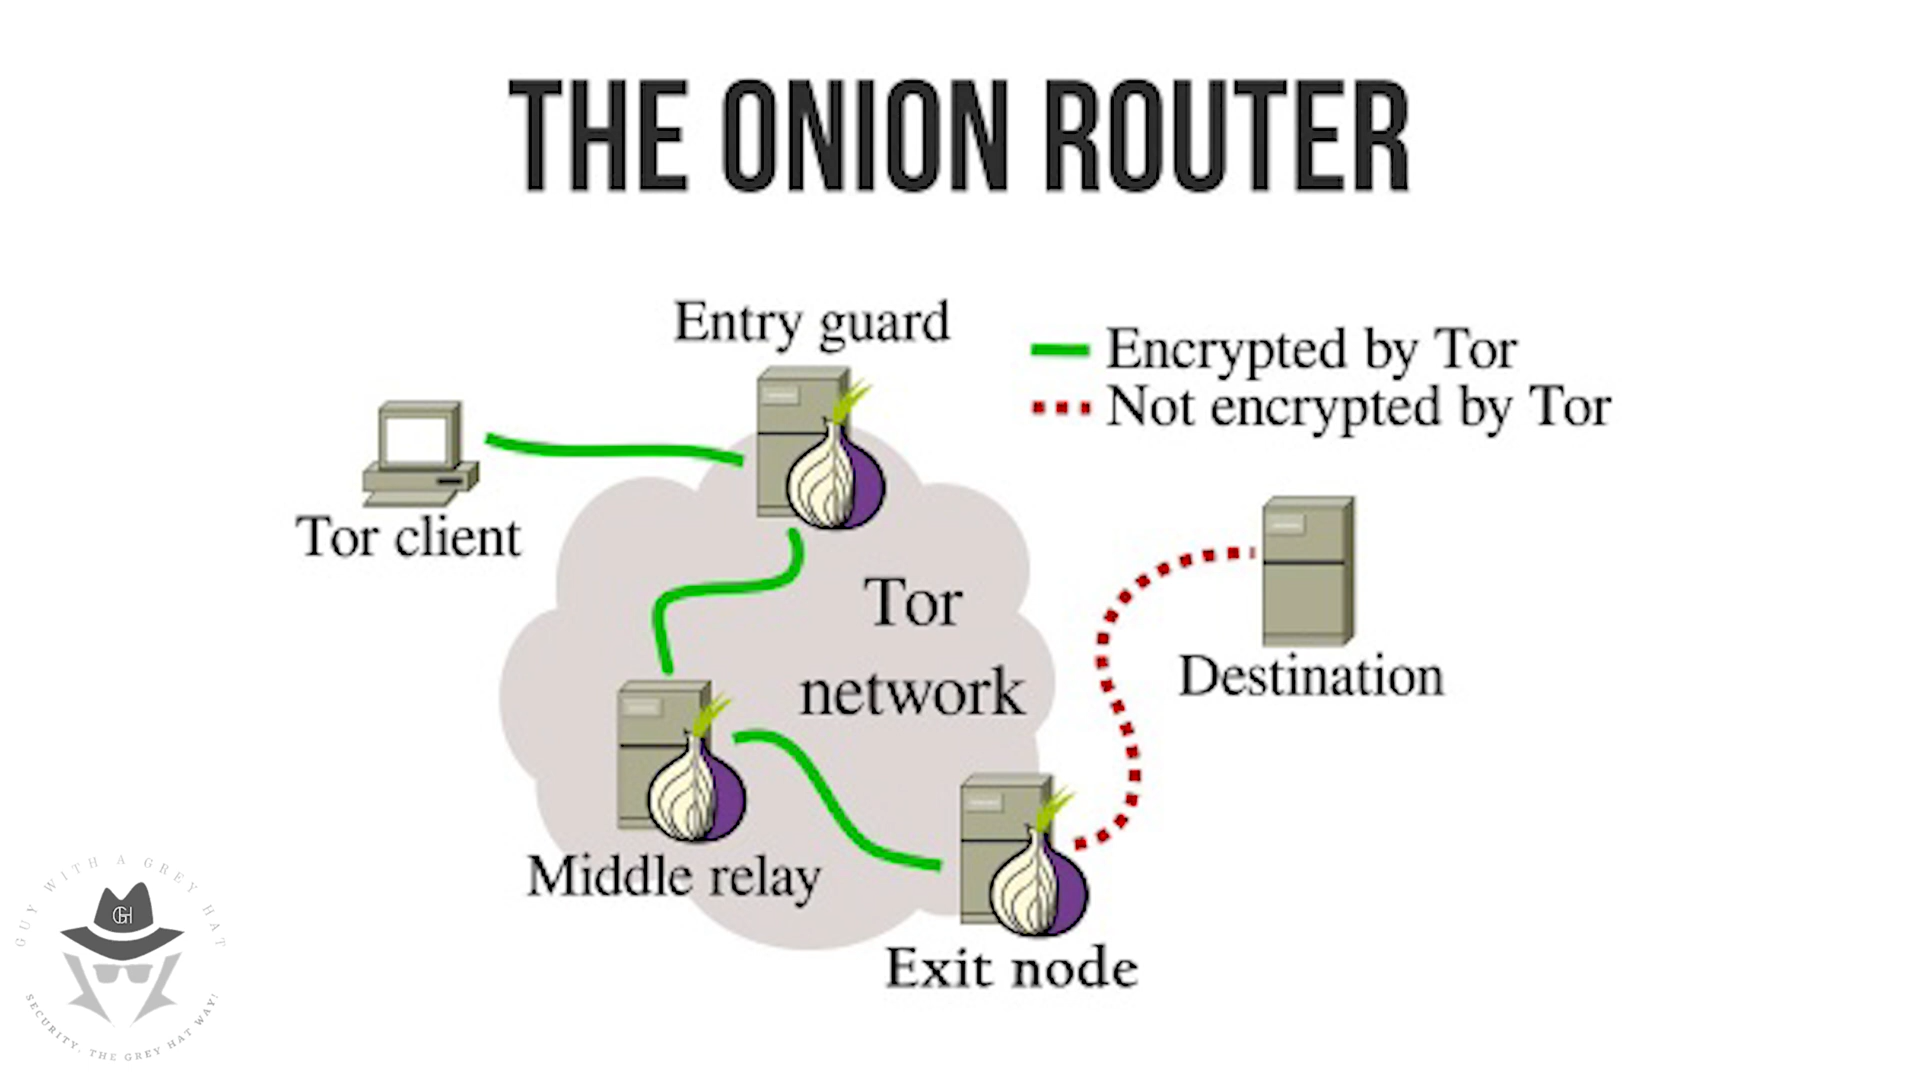 THE ONION ROUTER
Entry guard
Encrypted by Tor
Not encrypted by Tor
Tor client
Tor
network
Destination
Middle relay
Exit node
GUY WITH A GREY HAT
GH
SECURITY, THE GREY HAT WAY!